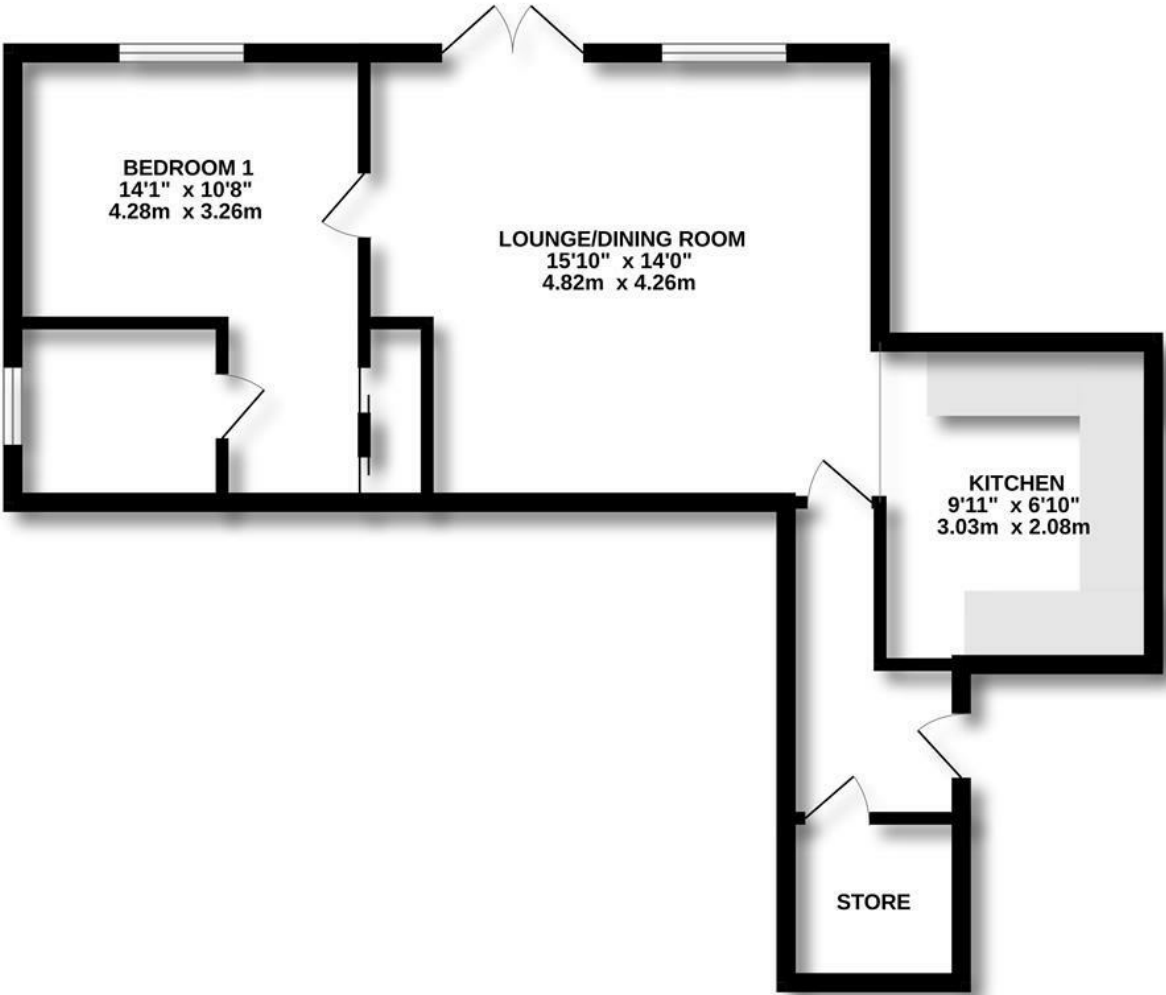 BEDROOM 1
14'1" x 10'8"
4.28m x 3.26m
LOUNGE/DINING ROOM
15'10" x 14'0"
4.82m x 4.26m
KITCHEN
9'11" x 6'10"
3.03m x 2.08m
STORE